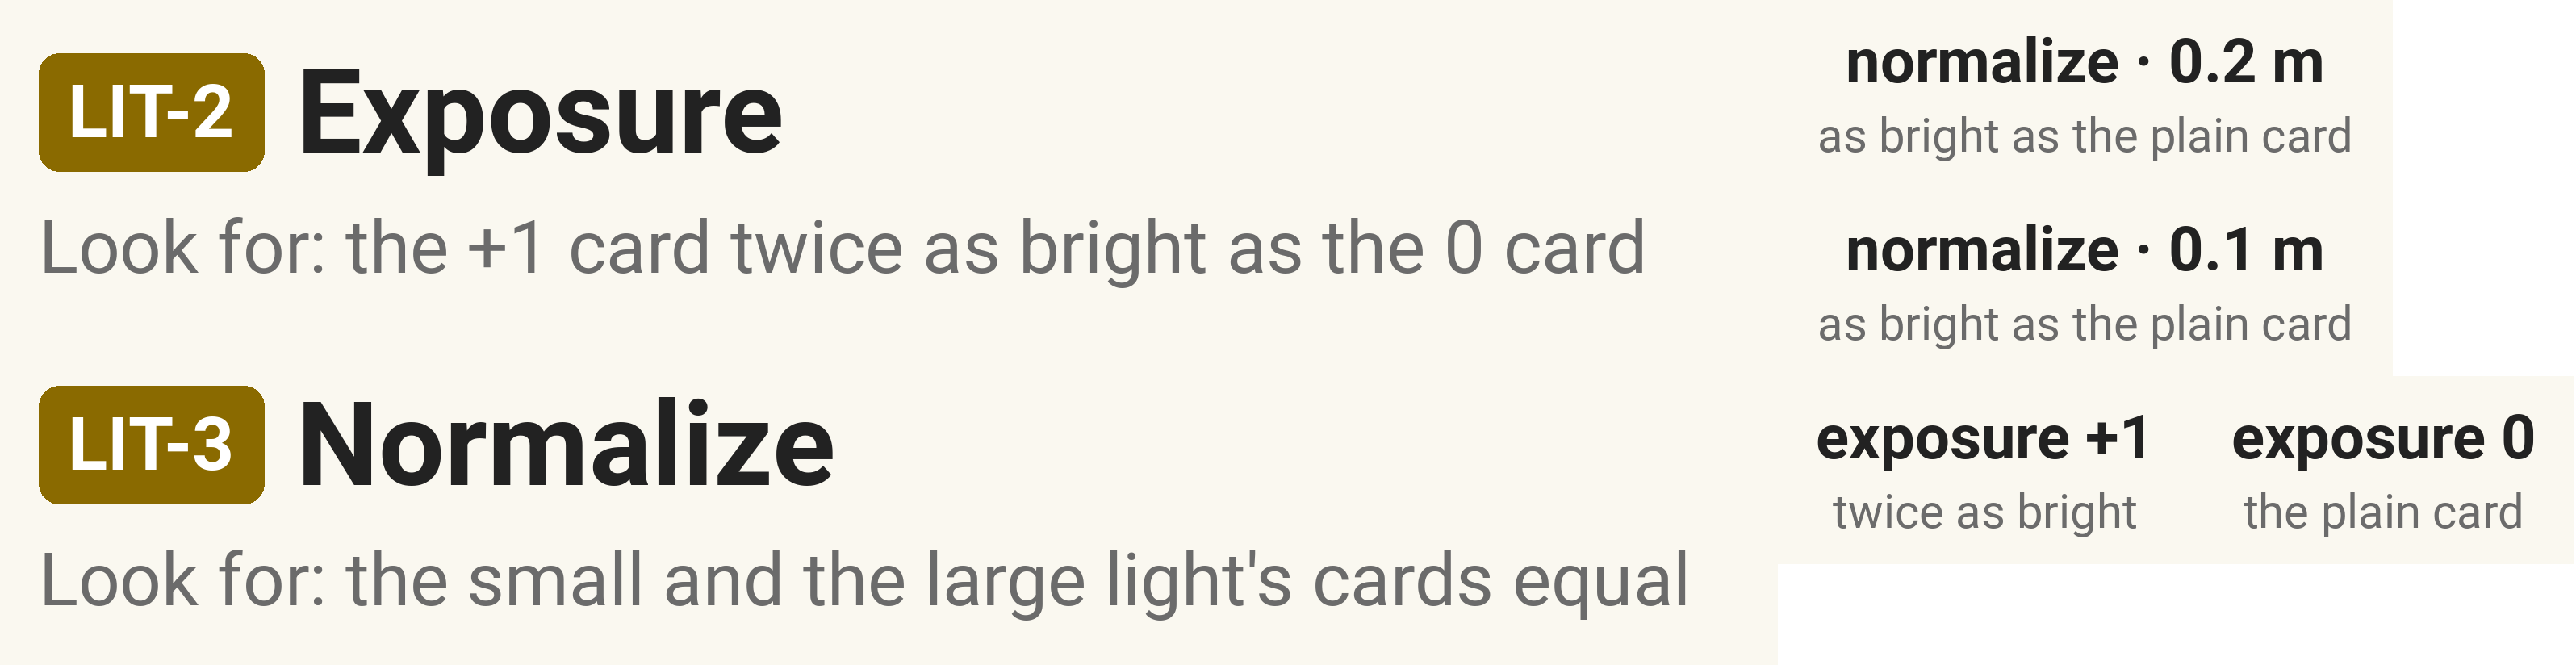 LIT-2 Exposure
Look for: the +1 card twice as bright as the 0 card
LIT-3 Normalize
Look for: the small and the large light's cards equal
normalize · 0.2 m
as bright as the plain card
normalize · 0.1 m
as bright as the plain card
exposure +1
twice as bright
exposure 0
the plain card